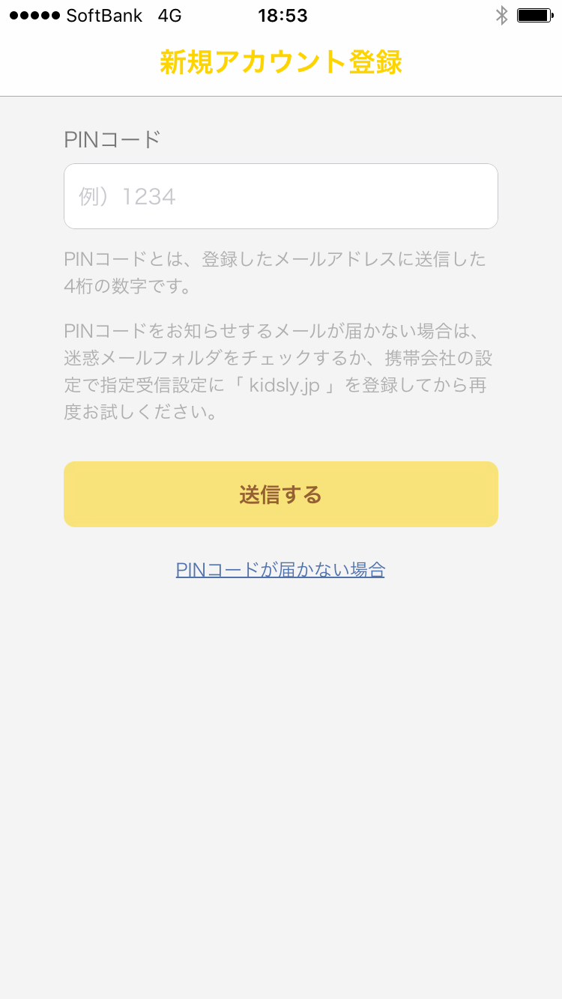 SoftBank 4G 18:53
新規アカウント登録
PINコード
例）1234
PINコードとは、登録したメールアドレスに送信した
4桁の数字です。
PINコードをお知らせするメールが届かない場合は、
迷惑メールフォルダをチェックするか、携帯会社の設
定で指定受信設定に「 kidsly.jp 」を登録してから再
度お試しください。
送信する
PINコードが届かない場合